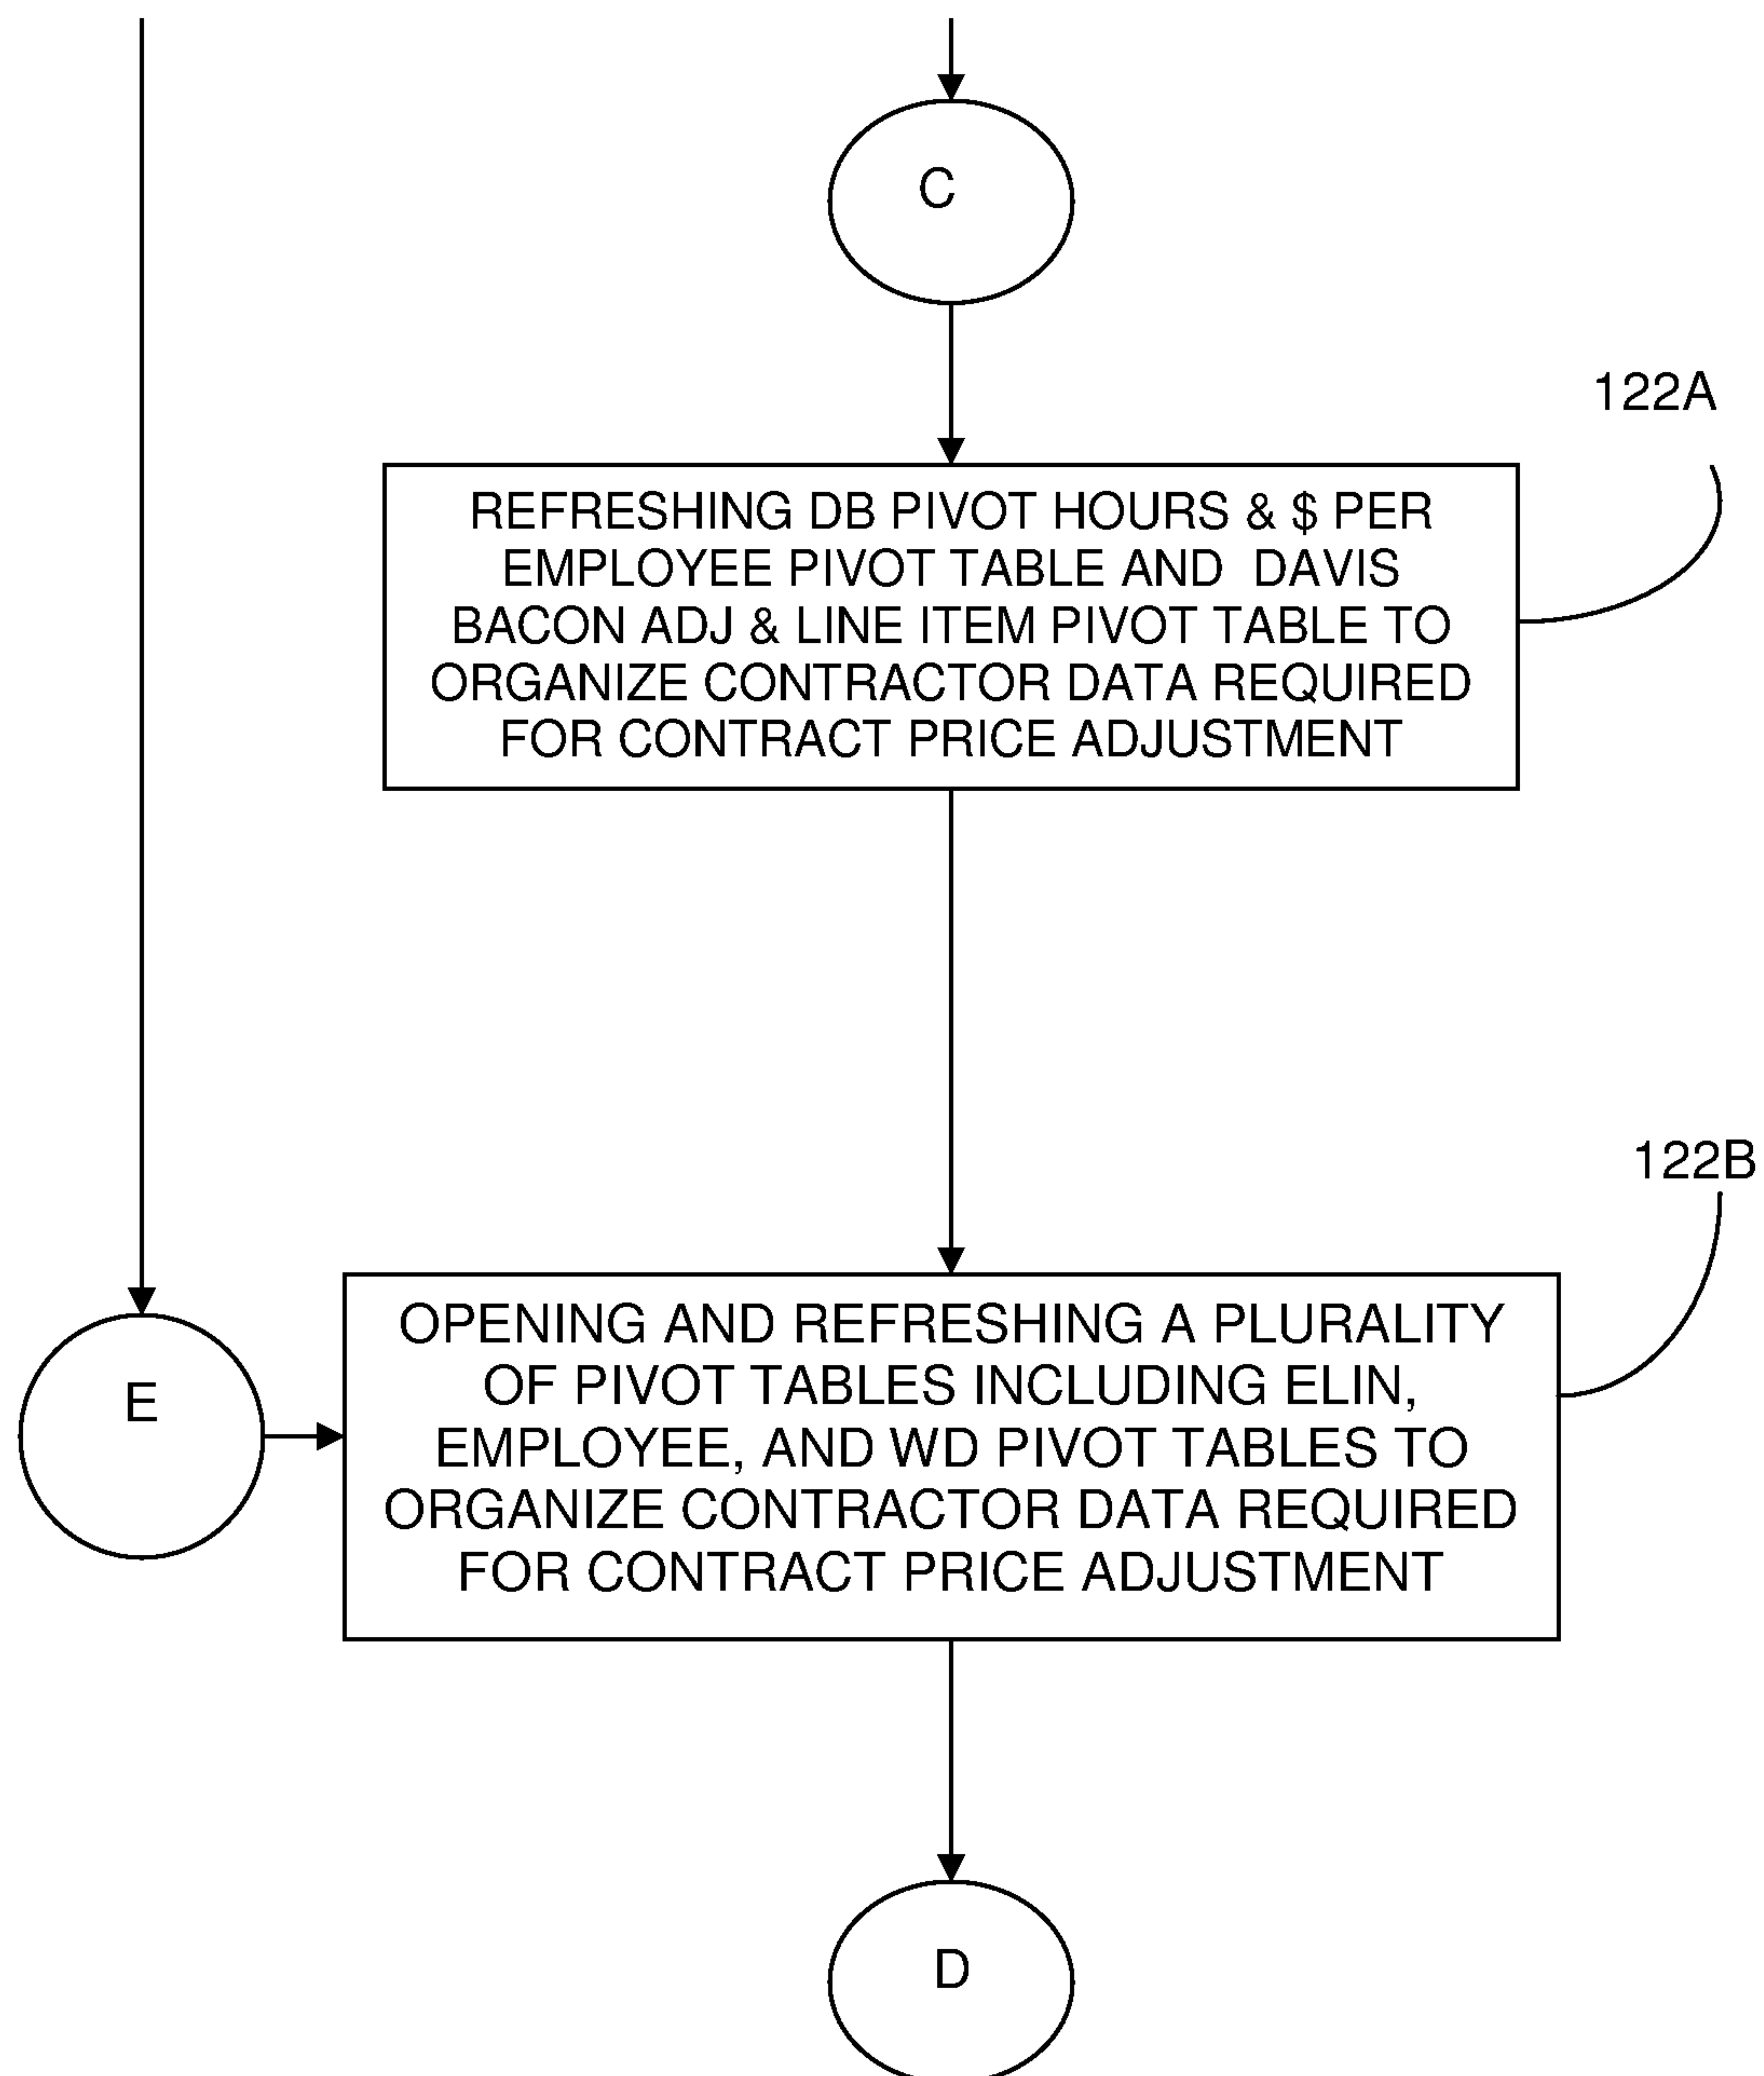 C
122A
REFRESHING DB PIVOT HOURS & $ PER
EMPLOYEE PIVOT TABLE AND DAVIS
BACON ADJ & LINE ITEM PIVOT TABLE TO
ORGANIZE CONTRACTOR DATA REQUIRED
FOR CONTRACT PRICE ADJUSTMENT
122B
E
OPENING AND REFRESHING A PLURALITY
OF PIVOT TABLES INCLUDING ELIN,
EMPLOYEE, AND WD PIVOT TABLES TO
ORGANIZE CONTRACTOR DATA REQUIRED
FOR CONTRACT PRICE ADJUSTMENT
D